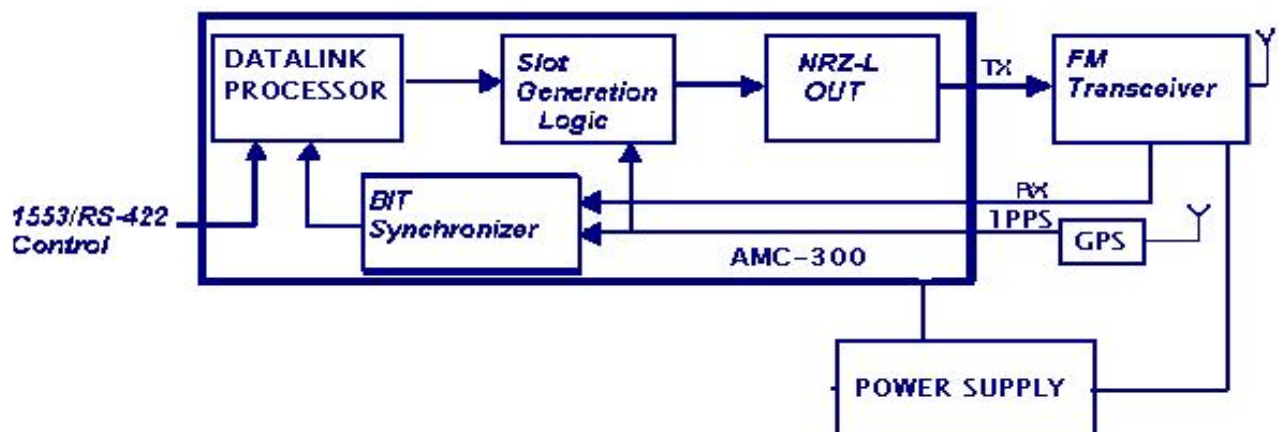 DATALINK
PROCESSOR
Slot
Generation
Logic
NRZ-L
OUT
TX
FM
Transceiver
1553/RS-422
Control
BIT
Synchronizer
RX
1PPS
GPS
AMC-300
POWER SUPPLY